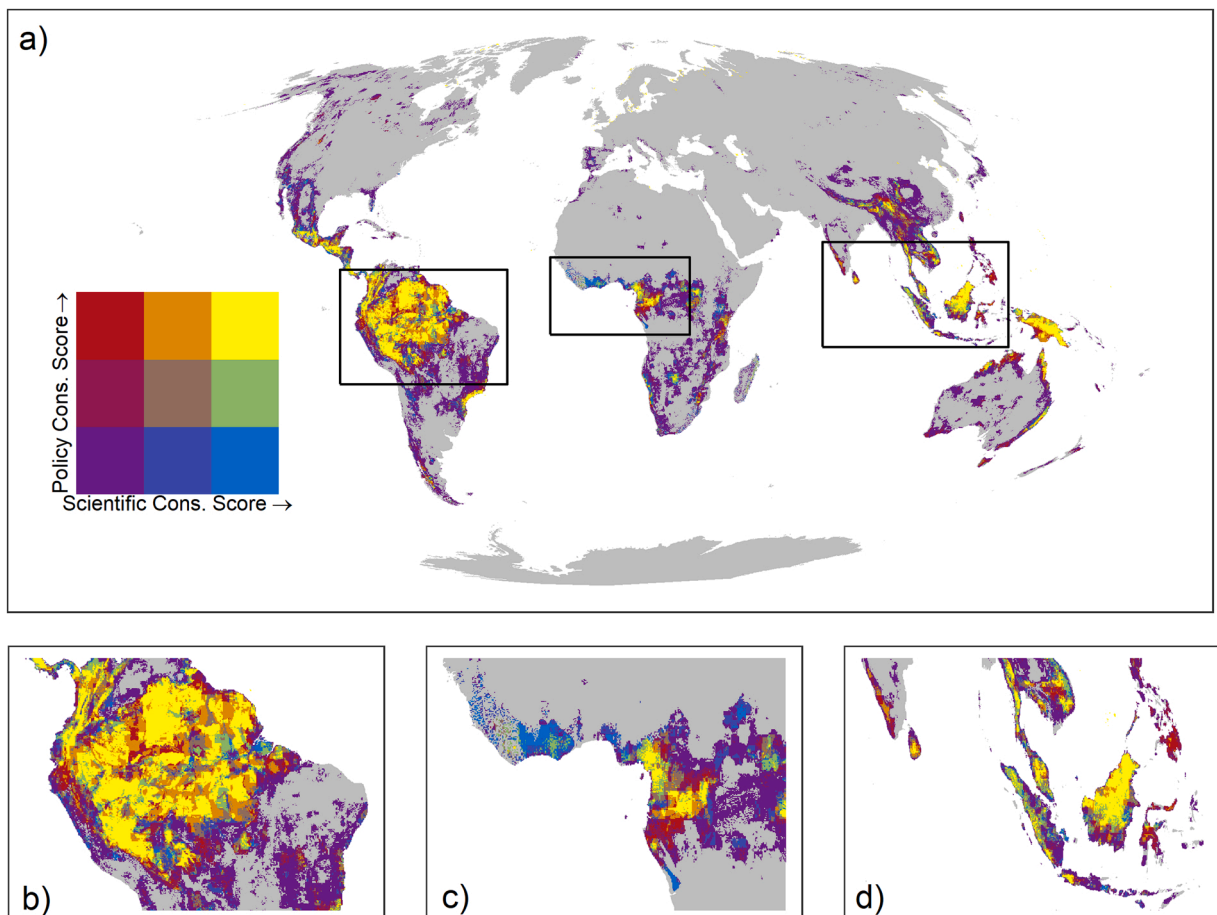 a)
Policy Cons. Score →
Scientific Cons. Score →
b)
c)
d)